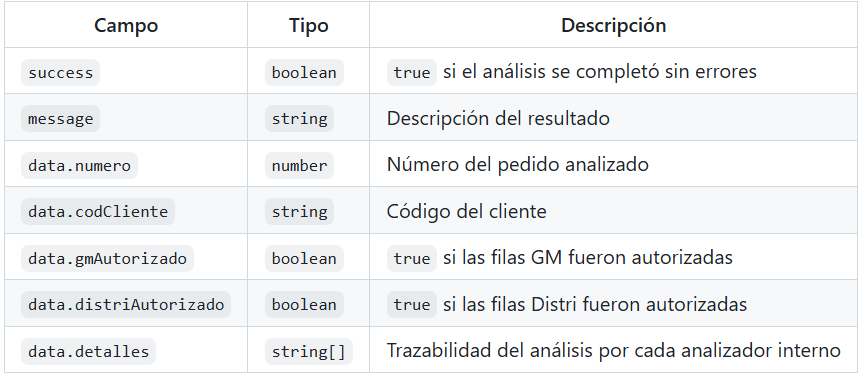 Campo Tipo Descripción
success boolean true si el análisis se completó sin errores
message string Descripción del resultado
data.numero number Número del pedido analizado
data.codCliente string Código del cliente
data.gmAutorizado boolean true si las filas GM fueron autorizadas
data.distriAutorizado boolean true si las filas Distri fueron autorizadas
data.detalles string[] Trazabilidad del análisis por cada analizador interno